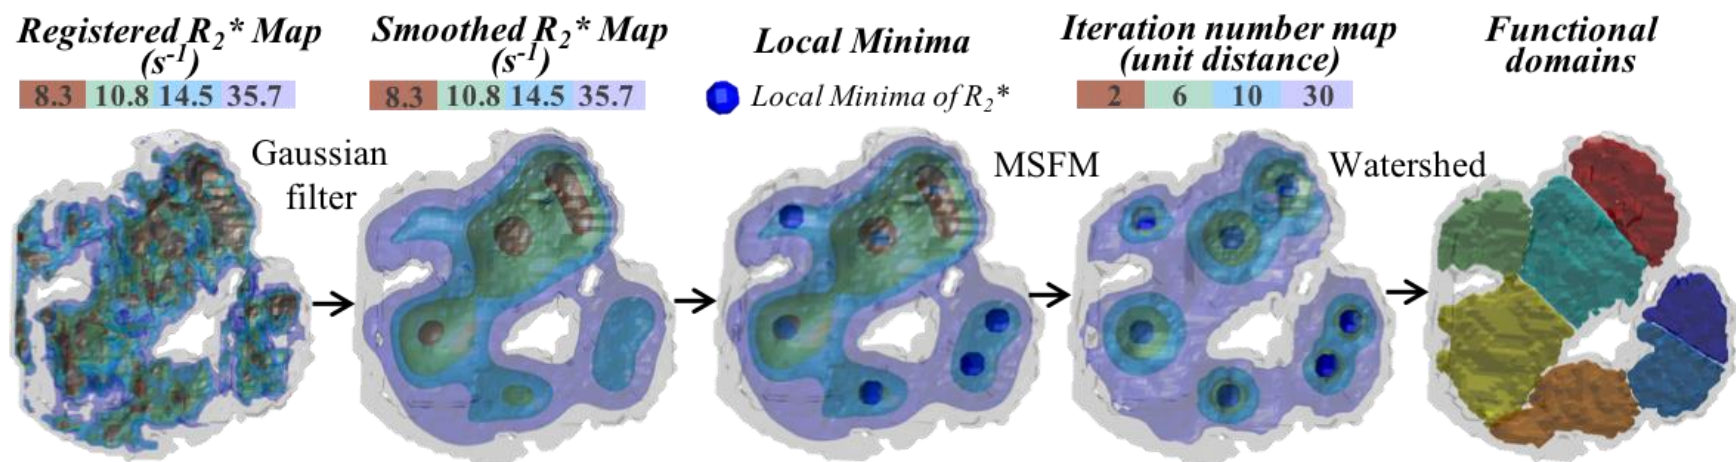 Registered R2* Map
(s-1)
8.3 10.8 14.5 35.7
Gaussian
filter
Smoothed R2* Map
(s-1)
8.3 10.8 14.5 35.7
Local Minima
Local Minima of R2*
MSFM
Iteration number map
(unit distance)
2 6 10 30
Watershed
Functional
domains